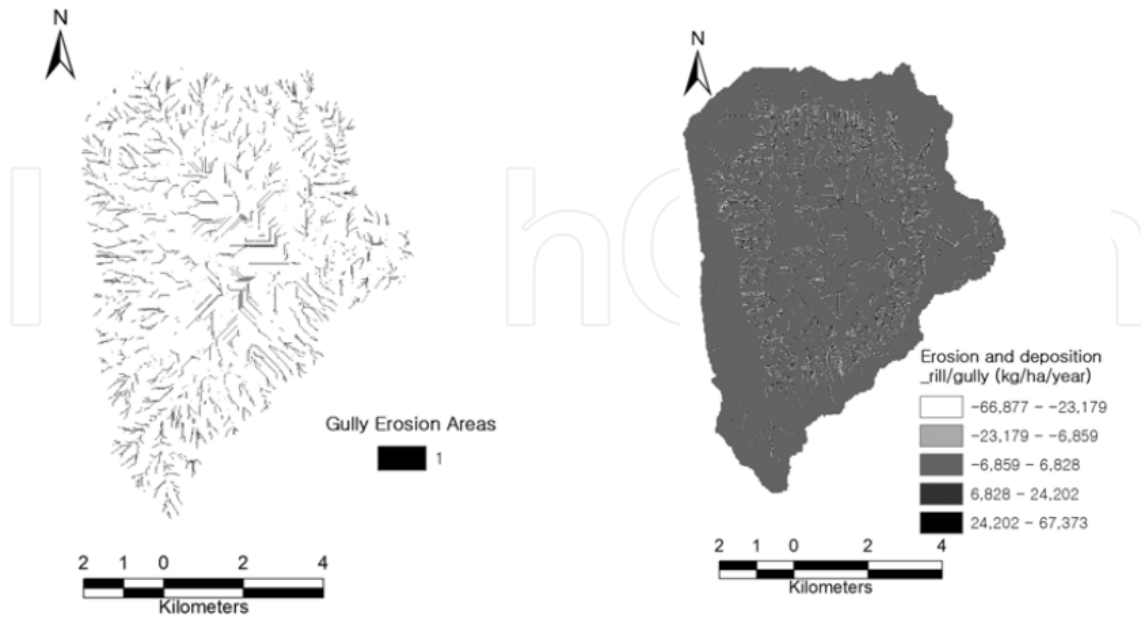 N
Gully Erosion Areas
1
2 1 0 2 4
Kilometers
N
Erosion and deposition
_rill/gully (kg/ha/year)
-66,877 - -23,179
-23,179 - -6,859
-6,859 - 6,828
6,828 - 24,202
24,202 - 67,373
2 1 0 2 4
Kilometers